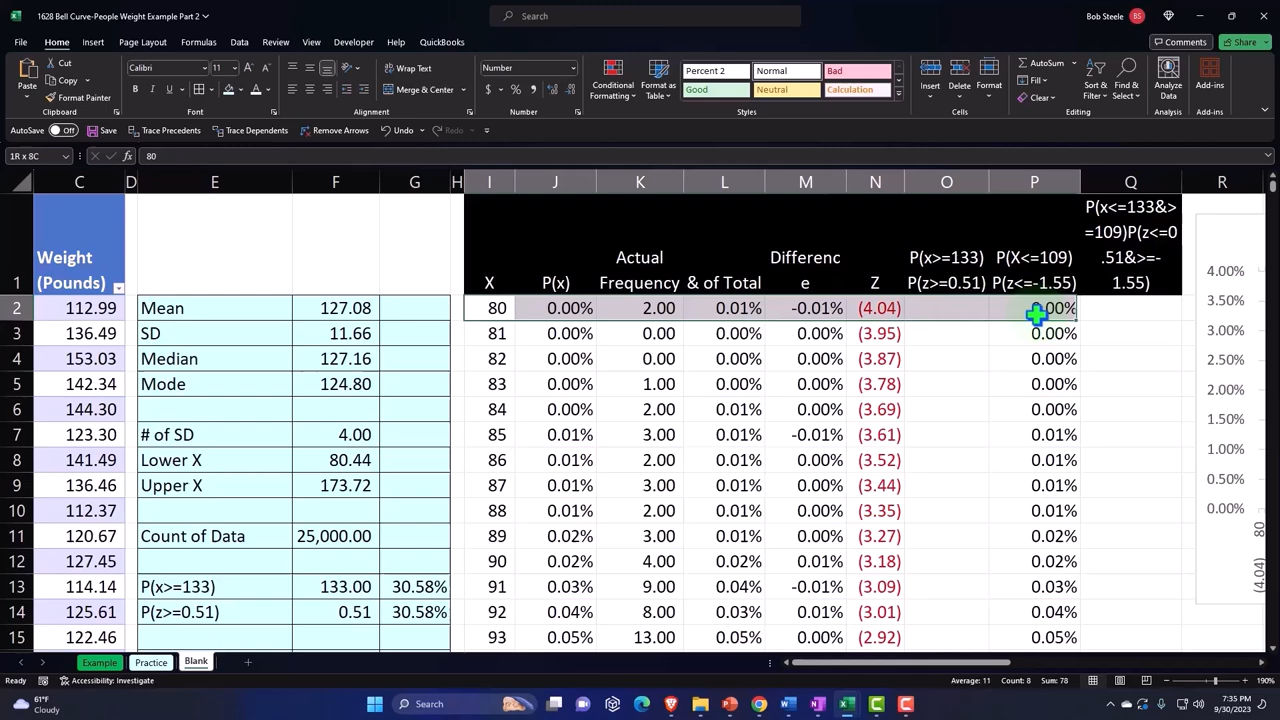 1628 Bell Curve-People Weight Example Part 2
Search
Bob Steele
BS
File Home Insert Page Layout Formulas Data Review View Developer Help QuickBooks
Comments
Share
Paste
Cut
Copy
Format Painter
Clipboard
Calibri
11
Font
Wrap Text
Merge & Center
Alignment
Number
Number
Conditional Formatting
Format as Table
Percent 2
Normal
Bad
Good
Neutral
Calculation
Styles
Insert
Delete
Format
Cells
AutoSum
Fill
Clear
Sort & Filter
Find & Select
Editing
Analyze Data
Analysis
Add-ins
Add-ins
AutoSave Off Save Trace Precedents Trace Dependents Remove Arrows Undo Redo
1R x 8C fx 80
C D E F G H I J K L M N O P Q R
1 Weight (Pounds) X P(x) Actual Frequency % of Total Differenc e Z P(x>=133) P(z>=0.51) P(X<=109) P(z<=-1.55) P(x<=133&> =109)P(z<=0 .51&>=- 1.55)
2 112.99 Mean 127.08 80 0.00% 2.00 0.01% -0.01% (4.04) 0.00%
3 136.49 SD 11.66 81 0.00% 0.00 0.00% 0.00% (3.95) 0.00%
4 153.03 Median 127.16 82 0.00% 0.00 0.00% 0.00% (3.87) 0.00%
5 142.34 Mode 124.80 83 0.00% 1.00 0.00% 0.00% (3.78) 0.00%
6 144.30 84 0.00% 2.00 0.01% 0.00% (3.69) 0.00%
7 123.30 # of SD 4.00 85 0.01% 3.00 0.01% -0.01% (3.61) 0.01%
8 141.49 Lower X 80.44 86 0.01% 2.00 0.01% 0.00% (3.52) 0.01%
9 136.46 Upper X 173.72 87 0.01% 3.00 0.01% 0.00% (3.44) 0.01%
10 112.37 88 0.01% 2.00 0.01% 0.00% (3.35) 0.01%
11 120.67 Count of Data 25,000.00 89 0.02% 3.00 0.01% 0.00% (3.27) 0.02%
12 127.45 90 0.02% 4.00 0.02% 0.01% (3.18) 0.02%
13 114.14 P(x>=133) 133.00 30.58% 91 0.03% 9.00 0.04% -0.01% (3.09) 0.03%
14 125.61 P(z>=0.51) 0.51 30.58% 92 0.04% 8.00 0.03% 0.01% (3.01) 0.04%
15 122.46 93 0.05% 13.00 0.05% 0.00% (2.92) 0.05%
4.00%
3.50%
3.00%
2.50%
2.00%
1.50%
1.00%
0.50%
0.00%
80
(4.04)
Example Practice Blank
Ready Accessibility: Investigate Average: 11 Count: 8 Sum: 78 190%
61°F
Cloudy
Search
7:35 PM
9/30/2023